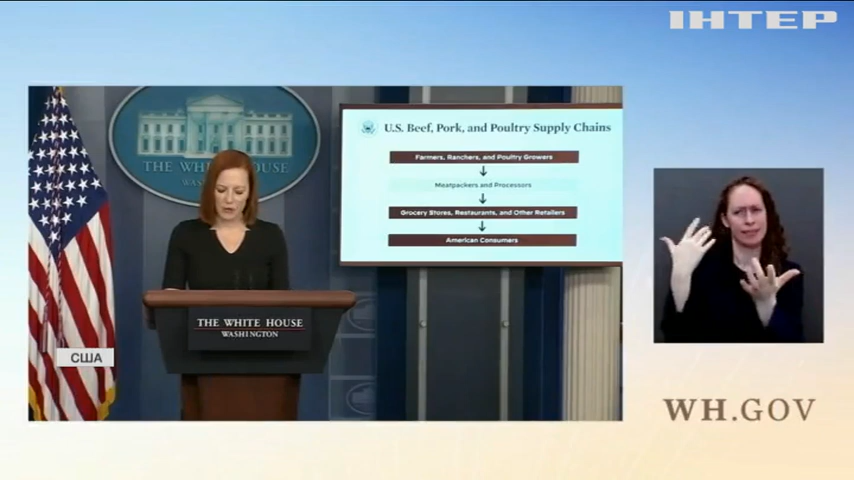 ІНТЕР
THE WHITE HOUSE
U.S. Beef, Pork, and Poultry Supply Chains
Farmers, Ranchers, and Poultry Growers
Meatpackers and Processors
Grocery Stores, Restaurants, and Other Retailers
American Consumers
THE WHITE HOUSE
WASHINGTON
США
WH.GOV